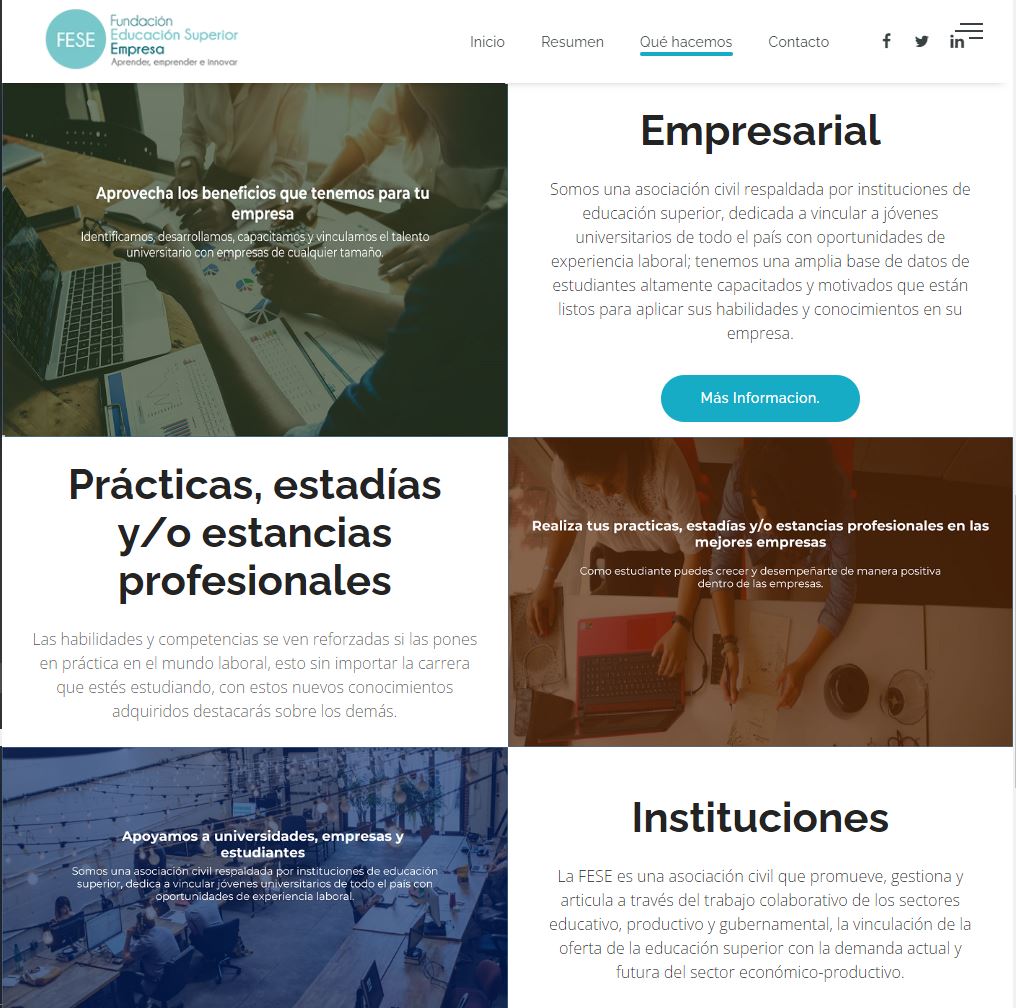 FESE
Fundación
Educación Superior
Empresa
Aprender, emprender e innovar
Inicio
Resumen
Qué hacemos
Contacto
Aprovecha los beneficios que tenemos para tu
empresa
Identificamos, desarrollamos, capacitamos y vinculamos el talento
universitario con empresas de cualquier tamaño.
Empresarial
Somos una asociación civil respaldada por instituciones de
educación superior, dedicada a vincular a jóvenes
universitarios de todo el país con oportunidades de
experiencia laboral; tenemos una amplia base de datos de
estudiantes altamente capacitados y motivados que están
listos para aplicar sus habilidades y conocimientos en su
empresa.
Más Informacion.
Prácticas, estadías
y/o estancias
profesionales
Las habilidades y competencias se ven reforzadas si las pones
en práctica en el mundo laboral, esto sin importar la carrera
que estés estudiando, con estos nuevos conocimientos
adquiridos destacarás sobre los demás.
Realiza tus practicas, estadías y/o estancias profesionales en las
mejores empresas
Como estudiante puedes crecer y desempeñarte de manera positiva
dentro de las empresas.
Apoyamos a universidades, empresas y
estudiantes
Somos una asociación civil respaldada por instituciones de educación
superior, dedica a vincular jóvenes universitarios de todo el país con
oportunidades de experiencia laboral.
Instituciones
La FESE es una asociación civil que promueve, gestiona y
articula a través del trabajo colaborativo de los sectores
educativo, productivo y gubernamental, la vinculación de la
oferta de la educación superior con la demanda actual y
futura del sector económico-productivo.